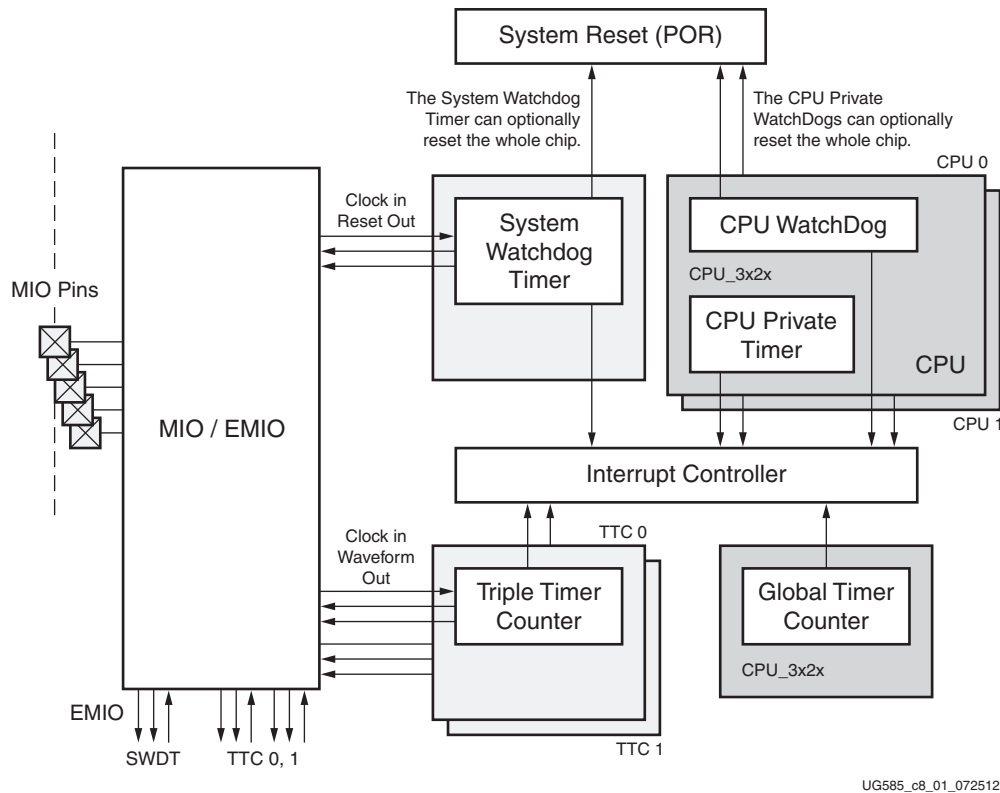 System Reset (POR)
The System Watchdog
Timer can optionally
reset the whole chip.
The CPU Private
WatchDogs can optionally
reset the whole chip.
CPU 0
Clock in
Reset Out
System
Watchdog
Timer
CPU WatchDog
CPU_3x2x
CPU Private
Timer
CPU
CPU 1
MIO Pins
MIO / EMIO
Interrupt Controller
Clock in
Waveform
Out
TTC 0
Triple Timer
Counter
Global Timer
Counter
CPU_3x2x
TTC 1
EMIO
SWDT
TTC 0, 1
UG585_c8_01_072512